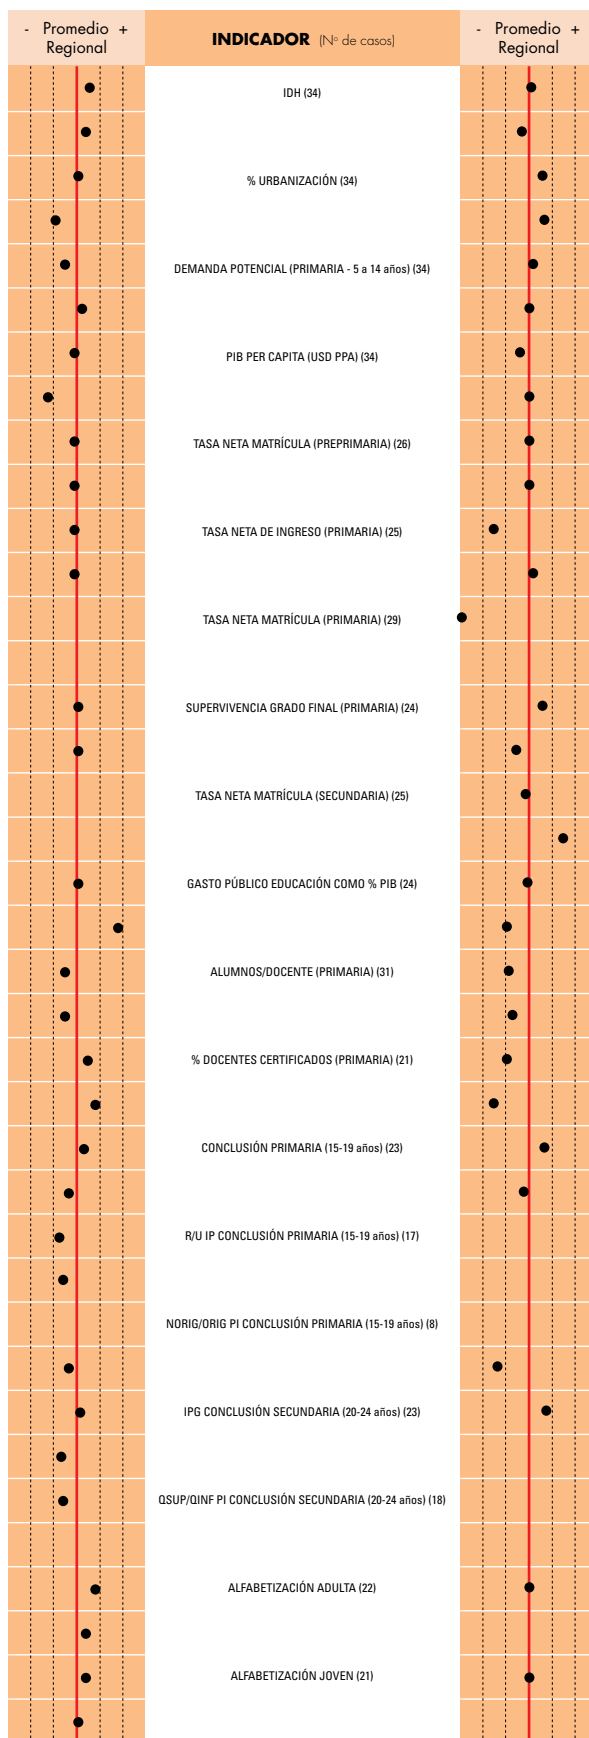 - Promedio +
Regional
INDICADOR (Nº de casos)
- Promedio +
Regional
IDH (34)
% URBANIZACIÓN (34)
DEMANDA POTENCIAL (PRIMARIA - 5 a 14 años) (34)
PIB PER CAPITA (USD PPA) (34)
TASA NETA MATRÍCULA (PREPRIMARIA) (26)
TASA NETA DE INGRESO (PRIMARIA) (25)
TASA NETA MATRÍCULA (PRIMARIA) (29)
SUPERVIVENCIA GRADO FINAL (PRIMARIA) (24)
TASA NETA MATRÍCULA (SECUNDARIA) (25)
GASTO PÚBLICO EDUCACIÓN COMO % PIB (24)
ALUMNOS/DOCENTE (PRIMARIA) (31)
% DOCENTES CERTIFICADOS (PRIMARIA) (21)
CONCLUSIÓN PRIMARIA (15-19 años) (23)
R/U IP CONCLUSIÓN PRIMARIA (15-19 años) (17)
NORIG/ORIG PI CONCLUSIÓN PRIMARIA (15-19 años) (8)
IPG CONCLUSIÓN SECUNDARIA (20-24 años) (23)
QSUP/QINF PI CONCLUSIÓN SECUNDARIA (20-24 años) (18)
ALFABETIZACIÓN ADULTA (22)
ALFABETIZACIÓN JOVEN (21)